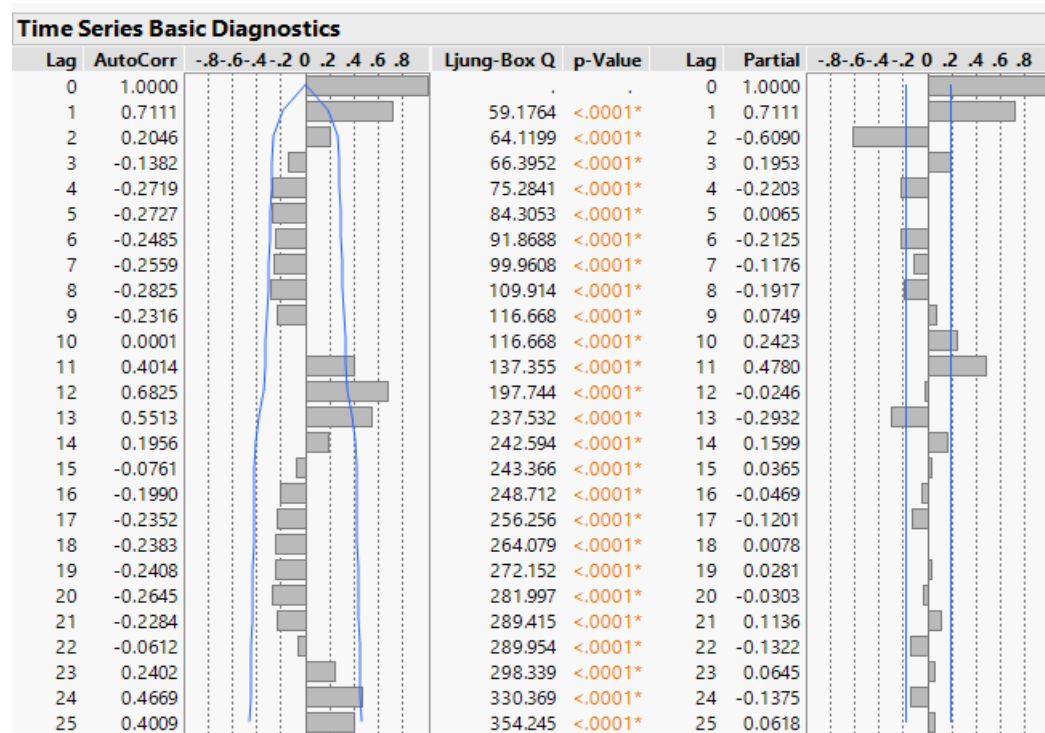 Time Series Basic Diagnostics
Lag AutoCorr -.8-.6-.4-.2 0 .2 .4 .6 .8 Ljung-Box Q p-Value Lag Partial -.8-.6-.4-.2 0 .2 .4 .6 .8
0 1.0000 . . 0 1.0000
1 0.7111 59.1764 <.0001* 1 0.7111
2 0.2046 64.1199 <.0001* 2 -0.6090
3 -0.1382 66.3952 <.0001* 3 0.1953
4 -0.2719 75.2841 <.0001* 4 -0.2203
5 -0.2727 84.3053 <.0001* 5 0.0065
6 -0.2485 91.8688 <.0001* 6 -0.2125
7 -0.2559 99.9608 <.0001* 7 -0.1176
8 -0.2825 109.914 <.0001* 8 -0.1917
9 -0.2316 116.668 <.0001* 9 0.0749
10 0.0001 116.668 <.0001* 10 0.2423
11 0.4014 137.355 <.0001* 11 0.4780
12 0.6825 197.744 <.0001* 12 -0.0246
13 0.5513 237.532 <.0001* 13 -0.2932
14 0.1956 242.594 <.0001* 14 0.1599
15 -0.0761 243.366 <.0001* 15 0.0365
16 -0.1990 248.712 <.0001* 16 -0.0469
17 -0.2352 256.256 <.0001* 17 -0.1201
18 -0.2383 264.079 <.0001* 18 0.0078
19 -0.2408 272.152 <.0001* 19 0.0281
20 -0.2645 281.997 <.0001* 20 -0.0303
21 -0.2284 289.415 <.0001* 21 0.1136
22 -0.0612 289.954 <.0001* 22 -0.1322
23 0.2402 298.339 <.0001* 23 0.0645
24 0.4669 330.369 <.0001* 24 -0.1375
25 0.4009 354.245 <.0001* 25 0.0618